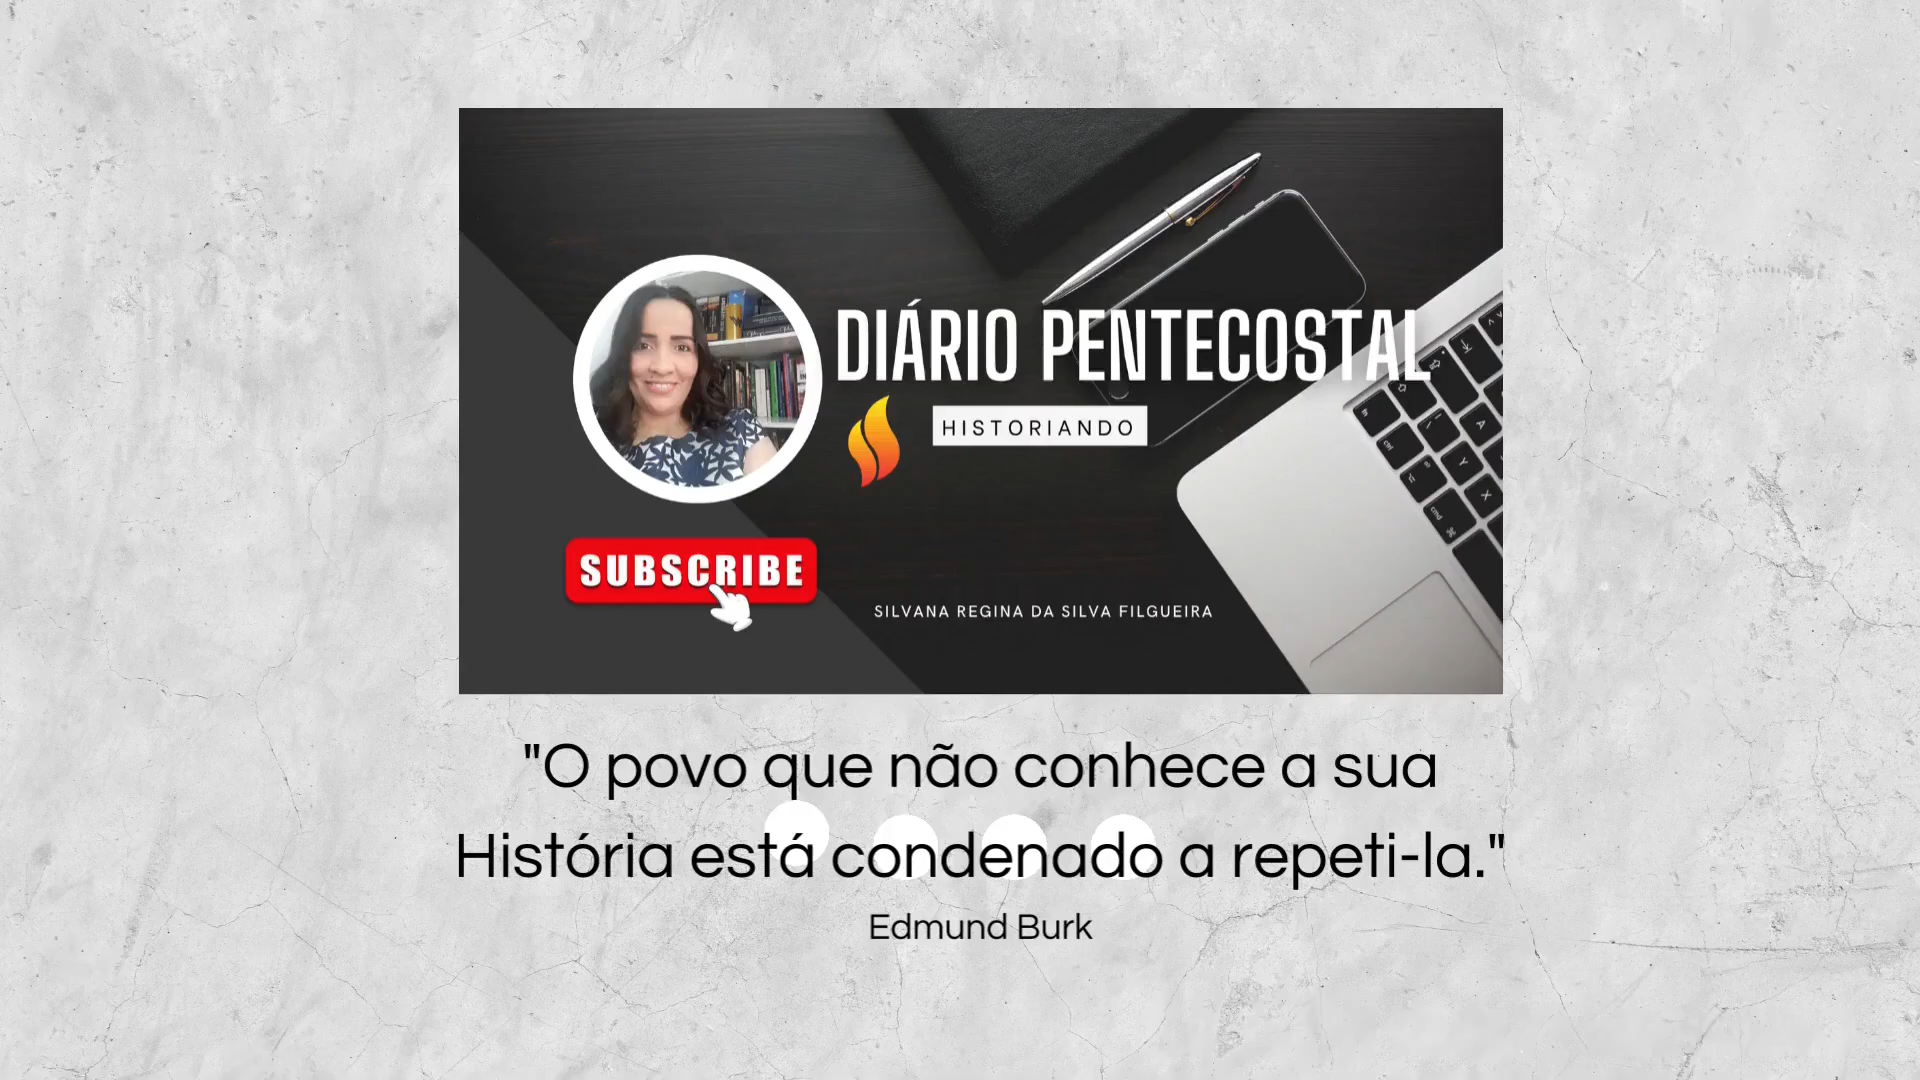 DIÁRIO PENTECOSTAL
HISTORIANDO
SUBSCRIBE
SILVANA REGINA DA SILVA FILGUEIRA
"O povo que não conhece a sua
História está condenado a repeti-la."
Edmund Burk